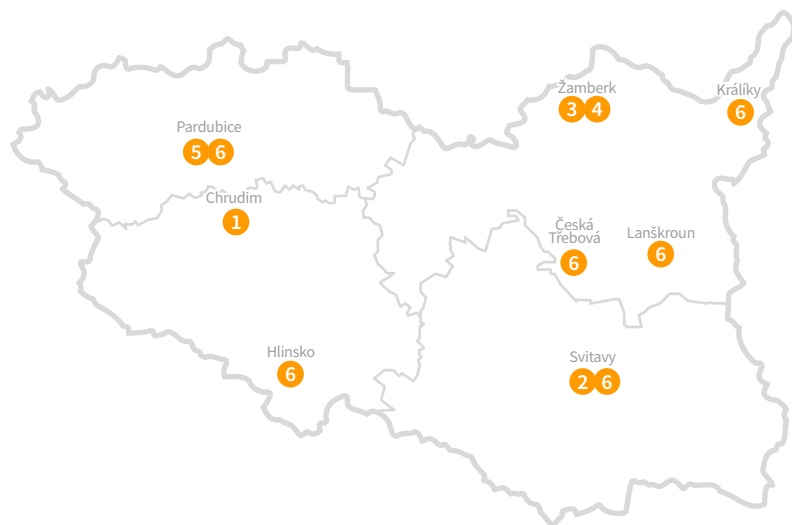 Žamberk
3 4
Králíky
6
Pardubice
5 6
Chrudim
1
Česká
Třebová
6
Lanškroun
6
Hlinsko
6
Svitavy
2 6